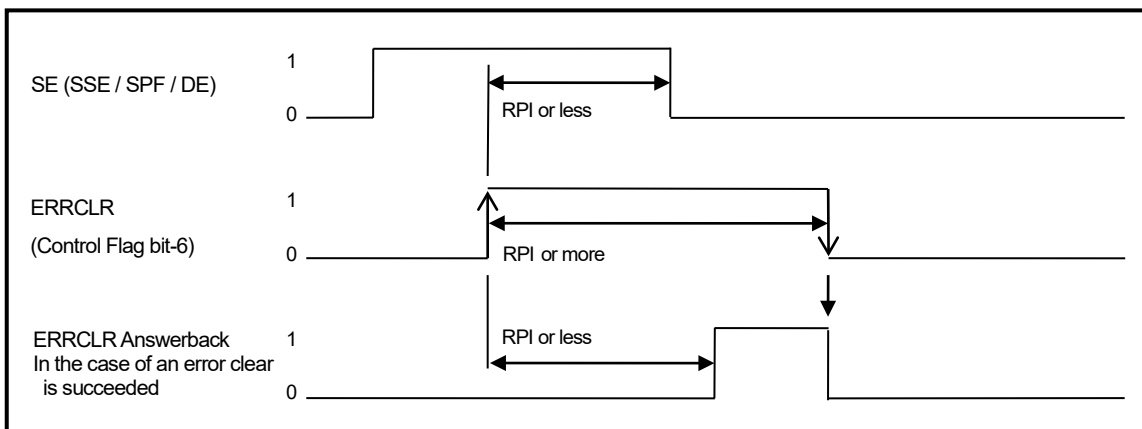 1
SE (SSE / SPF / DE)
RPI or less
0
1
ERRCLR
(Control Flag bit-6)
0
RPI or more
ERRCLR Answerback
1
RPI or less
In the case of an error clear
is succeeded
0